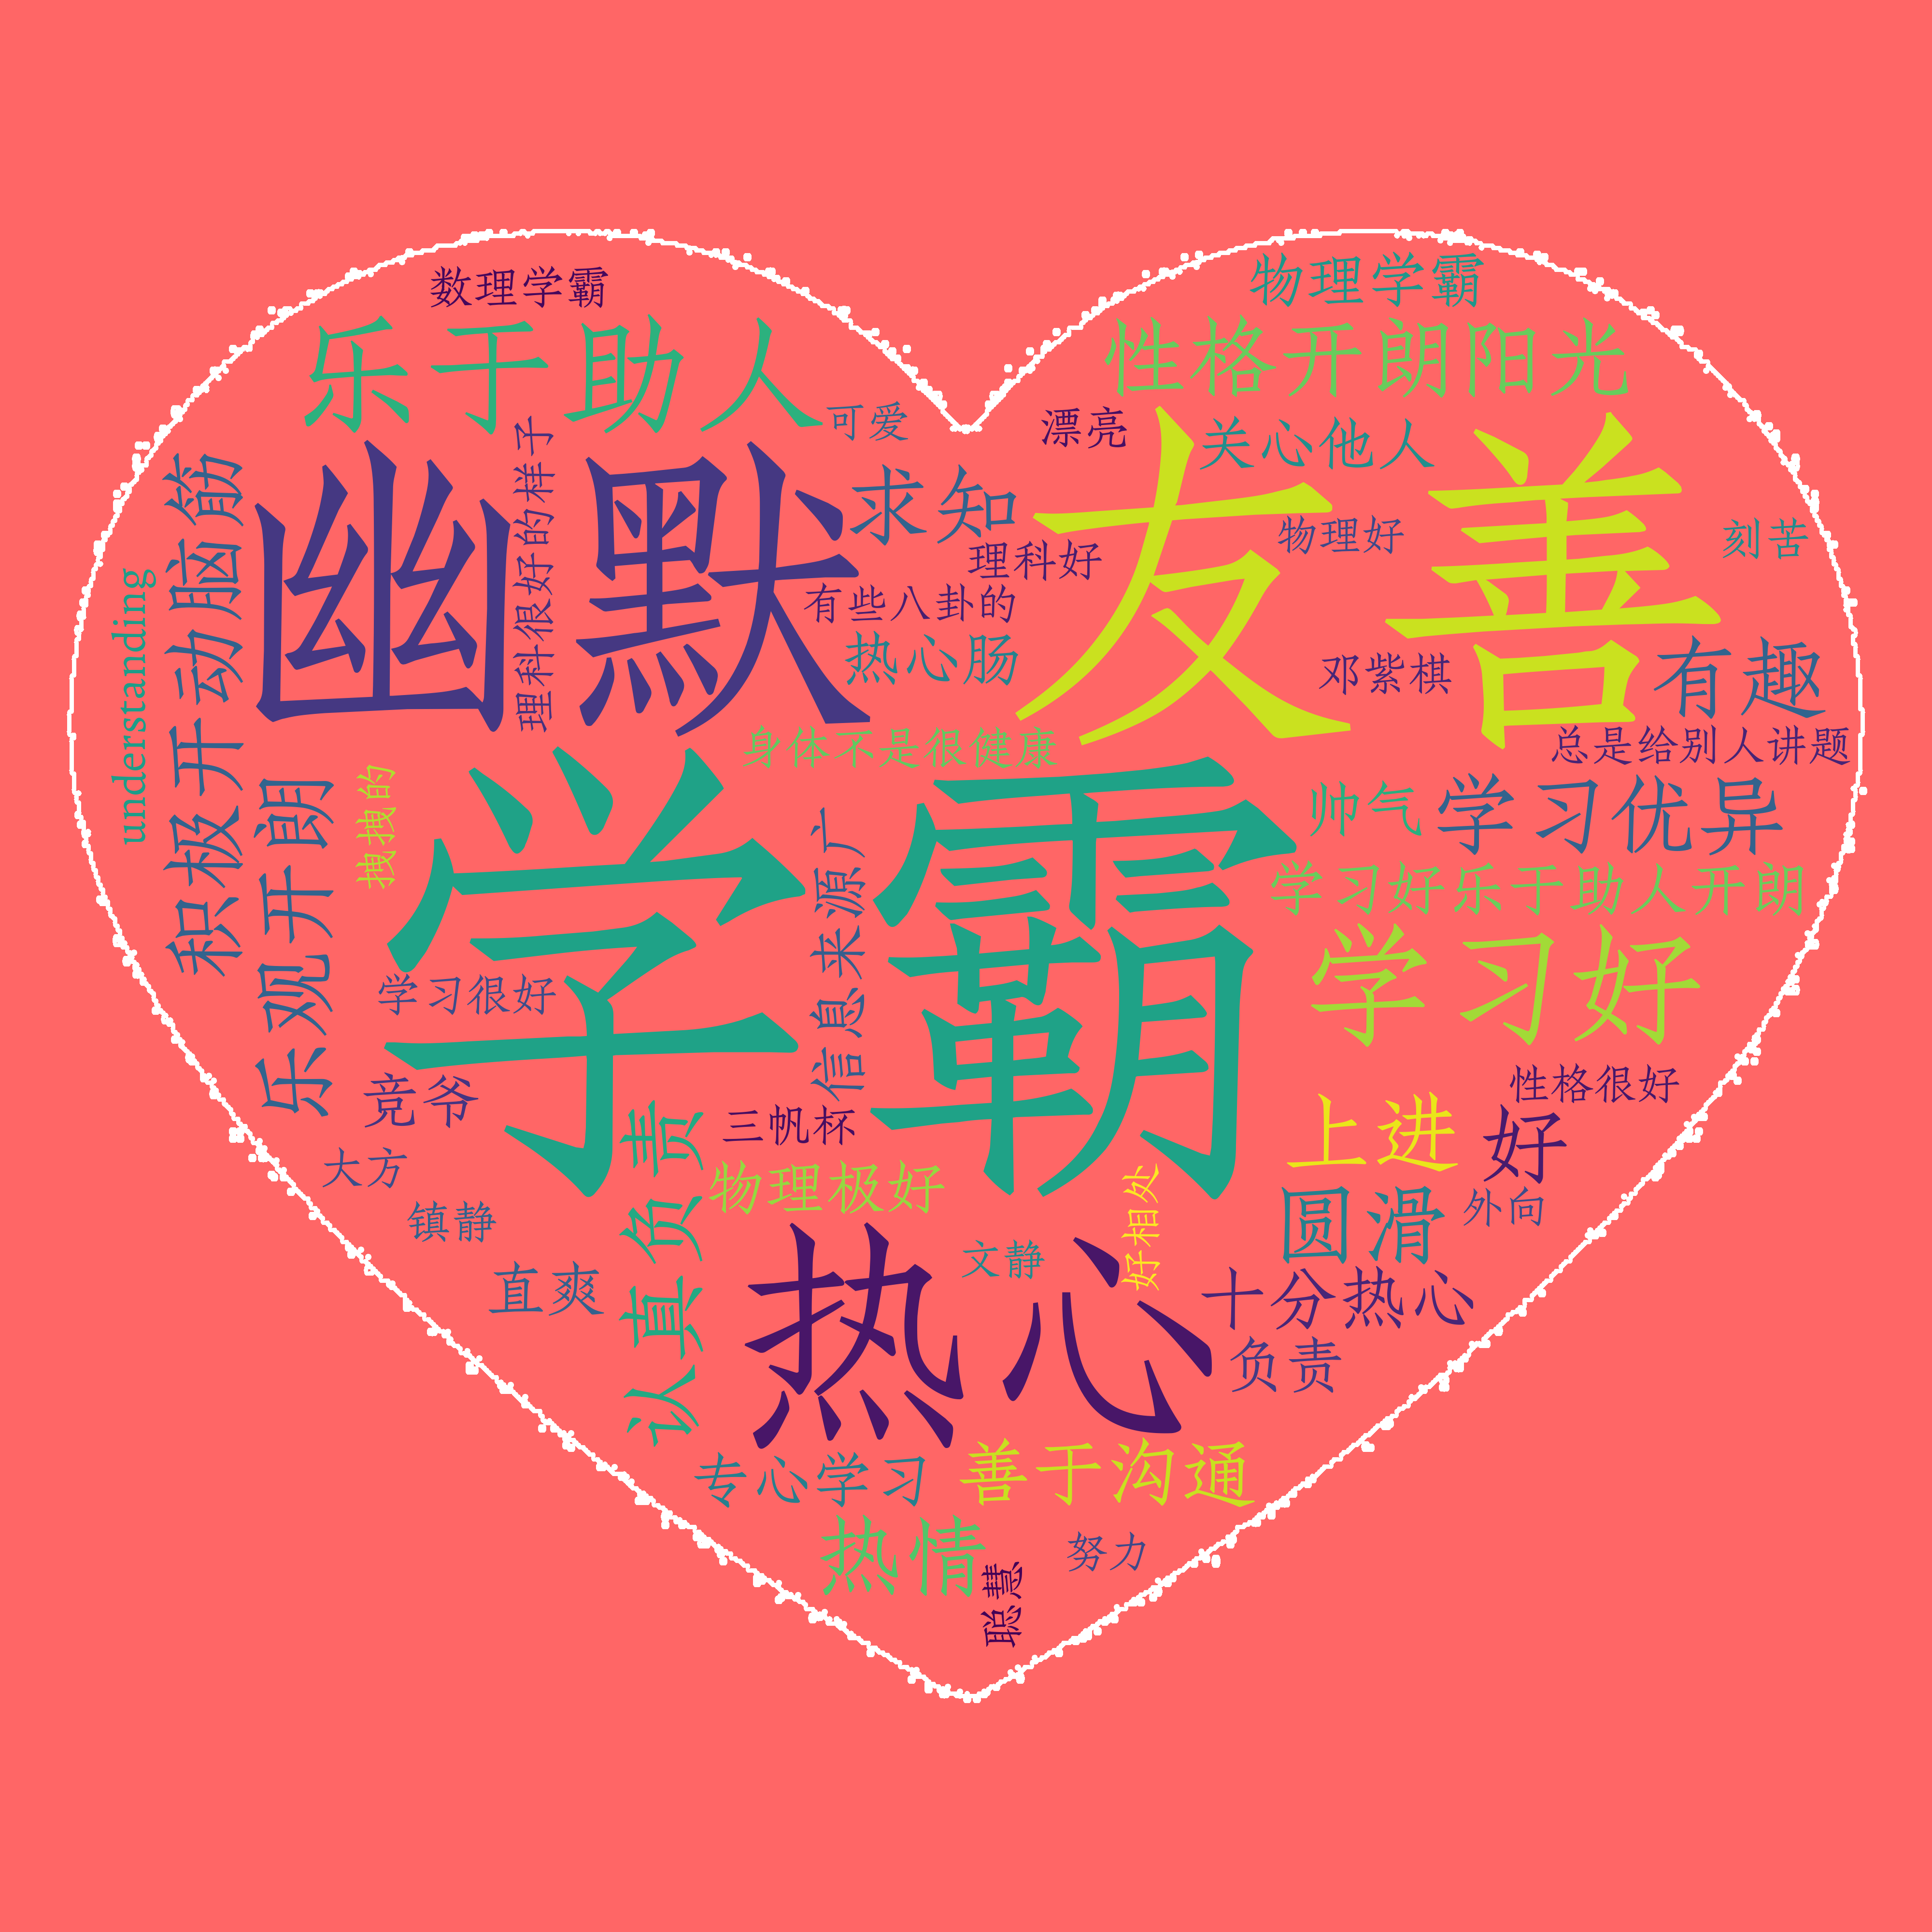 数理学霸
物理学霸
乐于助人
性格开朗阳光
可爱
漂亮
关心他人
幽默
理科很好的样子
求知
友善
物理好
刻苦
理科好
有些八卦的
热心肠
邓紫棋
有趣
understanding
积极开动脑筋
身体不是很健康
总是给别人讲题
乐观开朗
拽拽的
学霸
信息来源广
帅气
学习优异
学习好乐于助人开朗
学习好
学习很好
竞爷
性格很好
认真负责
三帆杯
上进
好
大方
物理极好
好相处
圆滑
外向
镇静
文静
直爽
热心
十分热心
负责
专心学习
善于沟通
热情
努力
聪慧